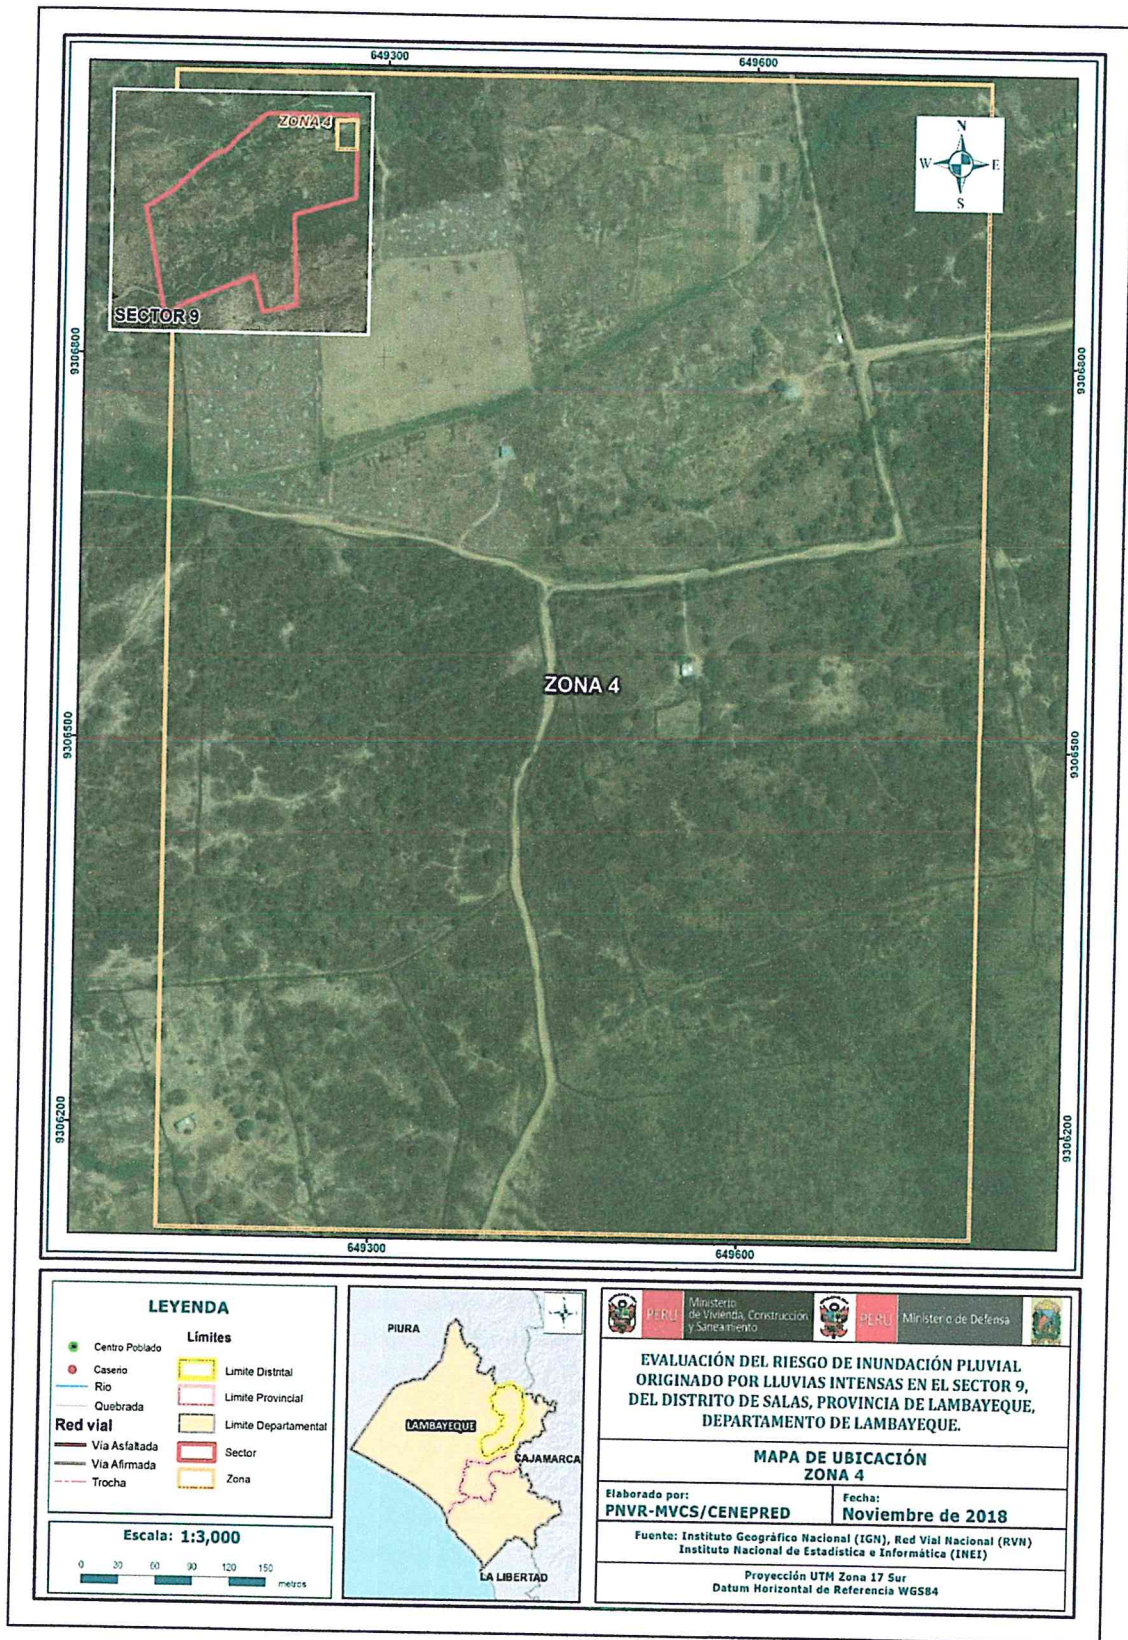 649300
649600
ZONA 4
N
W
E
S
SECTOR 9
9306800
9306800
ZONA 4
9306500
9306500
9306200
9306200
649300
649600
LEYENDA
Límites
Centro Poblado
Caserio
Rio
Quebrada
Red vial
Vía Asfaltada
Vía Afirmada
Trocha
Limite Distrital
Limite Provincial
Limite Departamental
Sector
Zona
Escala: 1:3,000
0 30 60 90 120 150
metros
PIURA
LAMBAYEQUE
CAJAMARCA
LA LIBERTAD
PERÚ
Ministerio
de Vivienda, Construcción
y Saneamiento
PERÚ
Ministerio de Defensa
EVALUACIÓN DEL RIESGO DE INUNDACIÓN PLUVIAL
ORIGINADO POR LLUVIAS INTENSAS EN EL SECTOR 9,
DEL DISTRITO DE SALAS, PROVINCIA DE LAMBAYEQUE,
DEPARTAMENTO DE LAMBAYEQUE.
MAPA DE UBICACIÓN
ZONA 4
Elaborado por:
PNVR-MVCS/CENEPRED
Fecha:
Noviembre de 2018
Fuente: Instituto Geográfico Nacional (IGN), Red Vial Nacional (RVN)
Instituto Nacional de Estadística e Informática (INEI)
Proyección UTM Zona 17 Sur
Datum Horizontal de Referencia WGS84